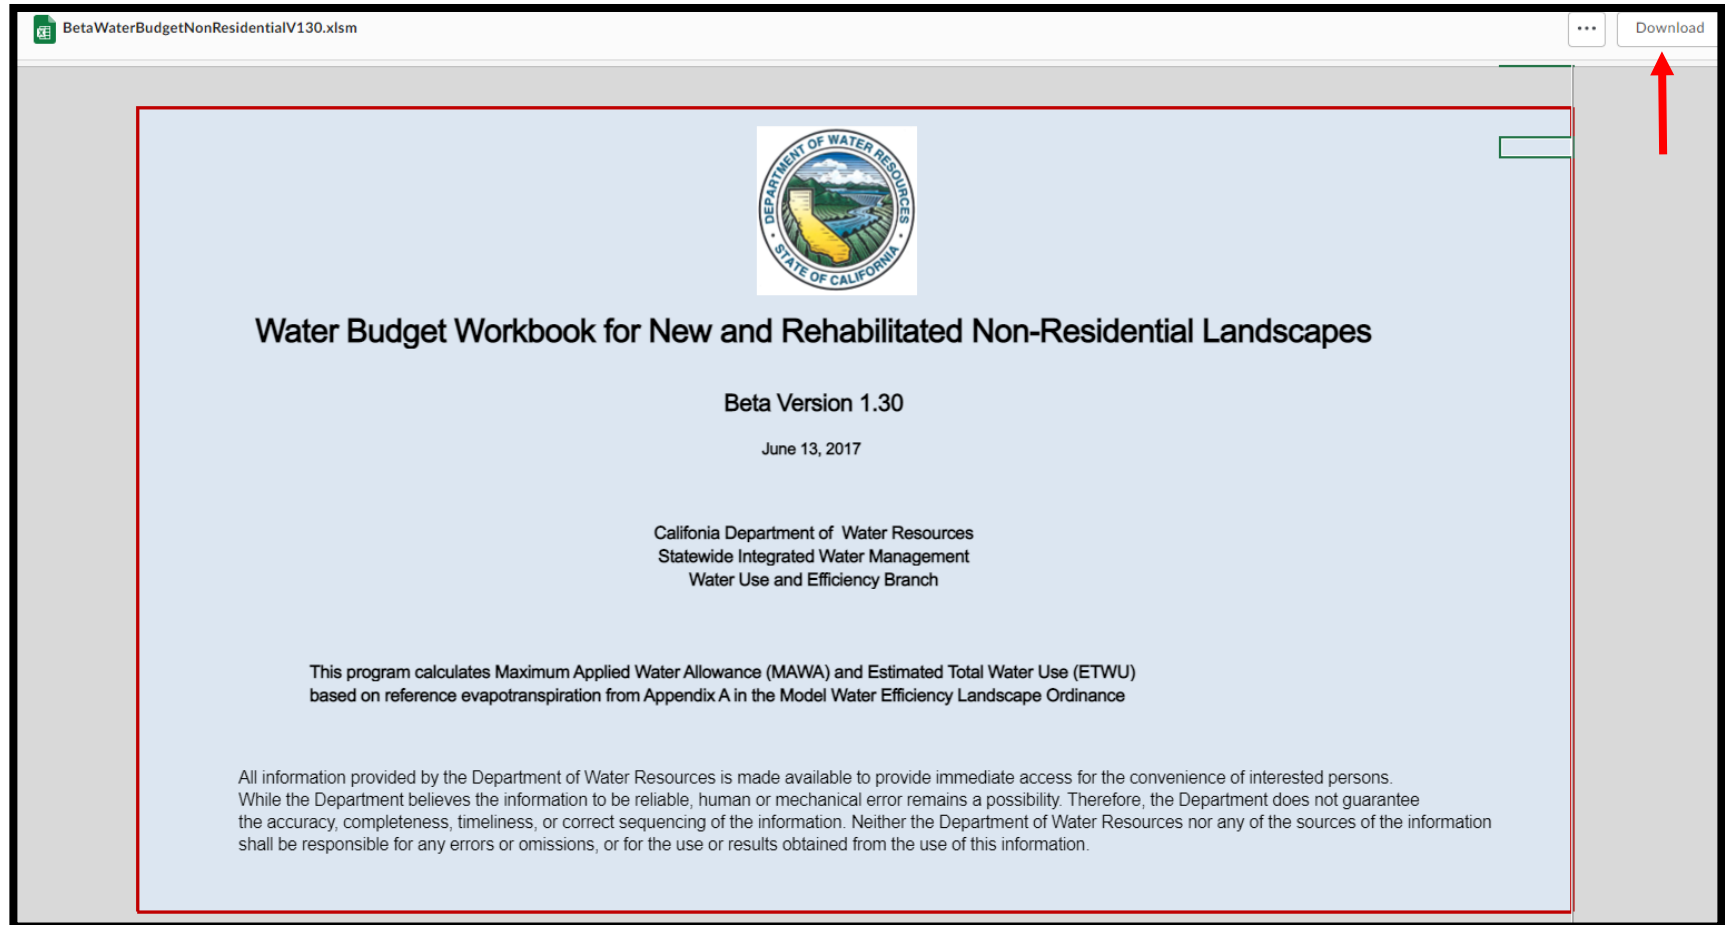 BetaWaterBudgetNonResidentialV130.xlsm
Download
DEPARTMENT OF WATER RESOURCES
STATE OF CALIFORNIA
Water Budget Workbook for New and Rehabilitated Non-Residential Landscapes
Beta Version 1.30
June 13, 2017
Califonia Department of Water Resources
Statewide Integrated Water Management
Water Use and Efficiency Branch
This program calculates Maximum Applied Water Allowance (MAWA) and Estimated Total Water Use (ETWU)
based on reference evapotranspiration from Appendix A in the Model Water Efficiency Landscape Ordinance
All information provided by the Department of Water Resources is made available to provide immediate access for the convenience of interested persons.
While the Department believes the information to be reliable, human or mechanical error remains a possibility. Therefore, the Department does not guarantee
the accuracy, completeness, timeliness, or correct sequencing of the information. Neither the Department of Water Resources nor any of the sources of the information
shall be responsible for any errors or omissions, or for the use or results obtained from the use of this information.